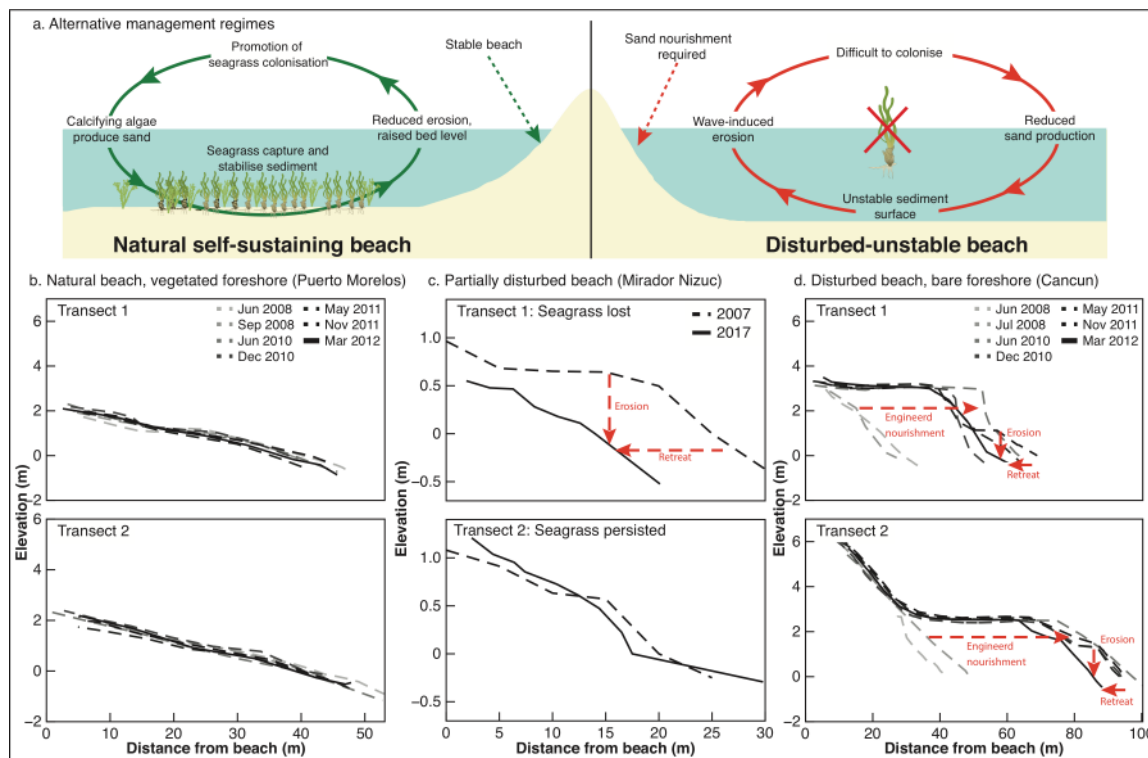 a. Alternative management regimes
Promotion of
seagrass colonisation
Stable beach
Sand nourishment
required
Difficult to colonise
Calcifying algae
produce sand
Reduced erosion,
raised bed level
Wave-induced
erosion
Reduced
sand production
Seagrass capture and
stabilise sediment
Unstable sediment
surface
Natural self-sustaining beach
Disturbed-unstable beach
b. Natural beach, vegetated foreshore (Puerto Morelos)
Transect 1
Jun 2008
Sep 2008
Jun 2010
Dec 2010
May 2011
Nov 2011
Mar 2012
6
4
2
0
−2
Transect 2
6
4
2
0
−2
Elevation (m)
0
10
20
30
40
50
Distance from beach (m)
c. Partially disturbed beach (Mirador Nizuc)
Transect 1: Seagrass lost
2007
2017
1.0
0.5
0
−0.5
Erosion
Retreat
Transect 2: Seagrass persisted
1.0
0.5
0
−0.5
Elevation (m)
0
5
10
15
20
25
30
Distance from beach (m)
d. Disturbed beach, bare foreshore (Cancun)
Transect 1
Jun 2008
Jul 2008
Jun 2010
Dec 2010
May 2011
Nov 2011
Mar 2012
6
4
2
0
−2
Engineerd
nourishment
Erosion
Retreat
Transect 2
6
4
2
0
−2
Engineerd
nourishment
Erosion
Retreat
Elevation (m)
0
20
40
60
80
100
Distance from beach (m)